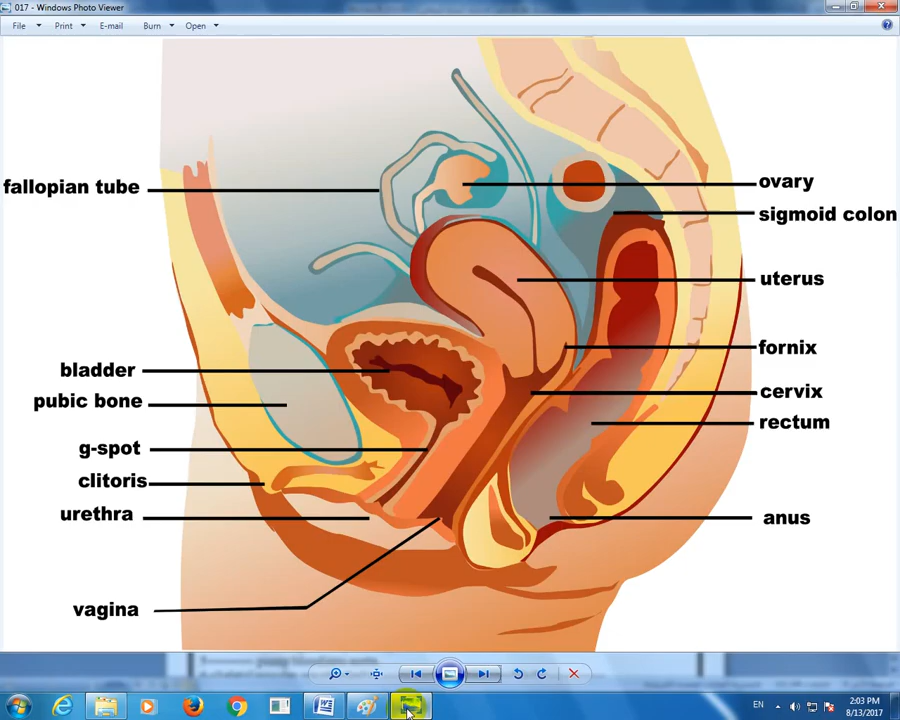 017 - Windows Photo Viewer
File Print E-mail Burn Open
fallopian tube
ovary
sigmoid colon
uterus
fornix
bladder
cervix
pubic bone
rectum
g-spot
clitoris
urethra
anus
vagina
EN
2:03 PM
8/13/2017